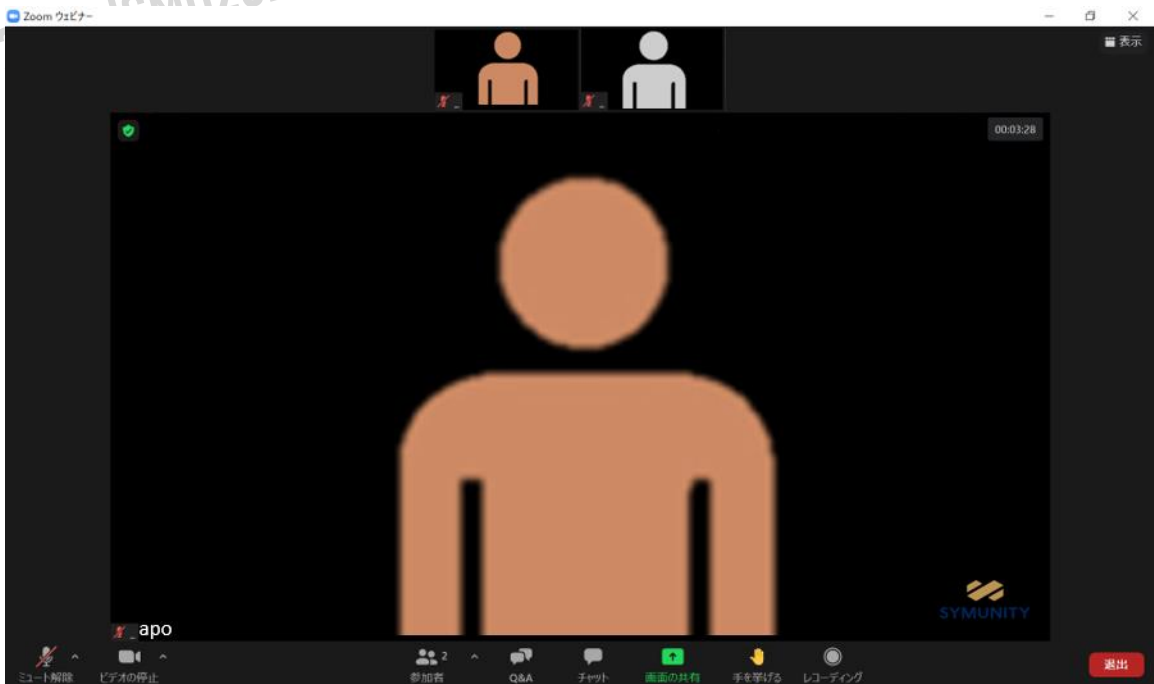 Zoom ウェビナー
表示
00:03:28
SYMUNITY
apo
ミュート解除
ビデオの停止
2
参加者
Q&A
チャット
画面の共有
手を挙げる
レコーディング
退出